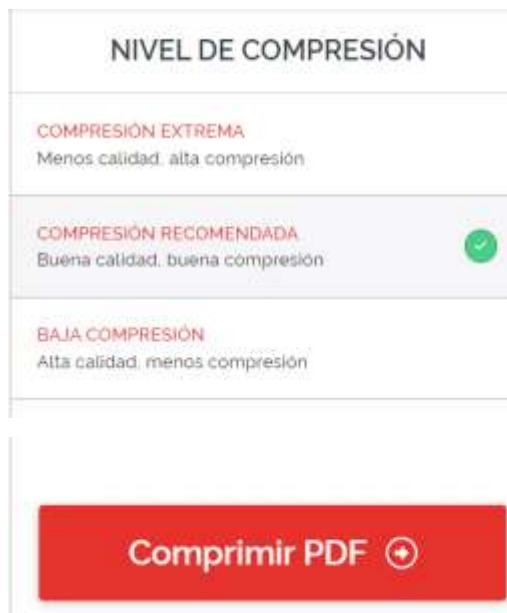 NIVEL DE COMPRESIÓN
COMPRESIÓN EXTREMA
Menos calidad, alta compresión
COMPRESIÓN RECOMENDADA
Buena calidad, buena compresión
BAJA COMPRESIÓN
Alta calidad, menos compresión
Comprimir PDF